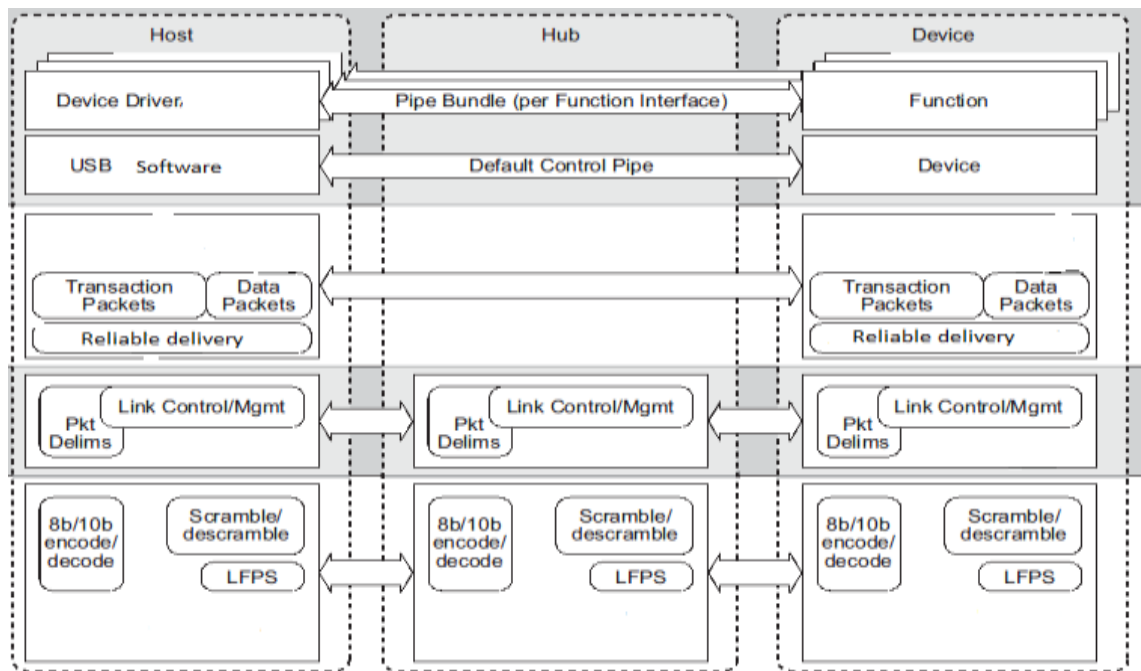 Host
Hub
Device
Device Driver,
Pipe Bundle (per Function Interface)
Function
USB Software
Default Control Pipe
Device
Transaction
Packets
Data
Packets
Reliable delivery
Transaction
Packets
Data
Packets
Reliable delivery
Link Control/Mgmt
Pkt
Delims
Link Control/Mgmt
Pkt
Delims
Link Control/Mgmt
Pkt
Delims
8b/10b
encode/
decode
Scramble/
descramble
LFPS
8b/10b
encode/
decode
Scramble/
descramble
LFPS
8b/10b
encode/
decode
Scramble/
descramble
LFPS